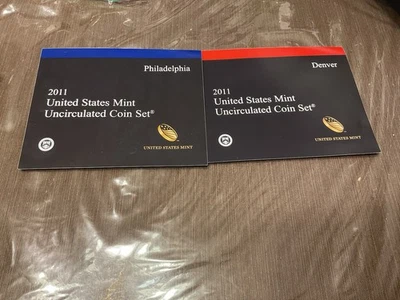 Philadelphia
2011
United States Mint
Uncirculated Coin Set®
UNITED STATES MINT
Denver
2011
United States Mint
Uncirculated Coin Set®
UNITED STATES MINT